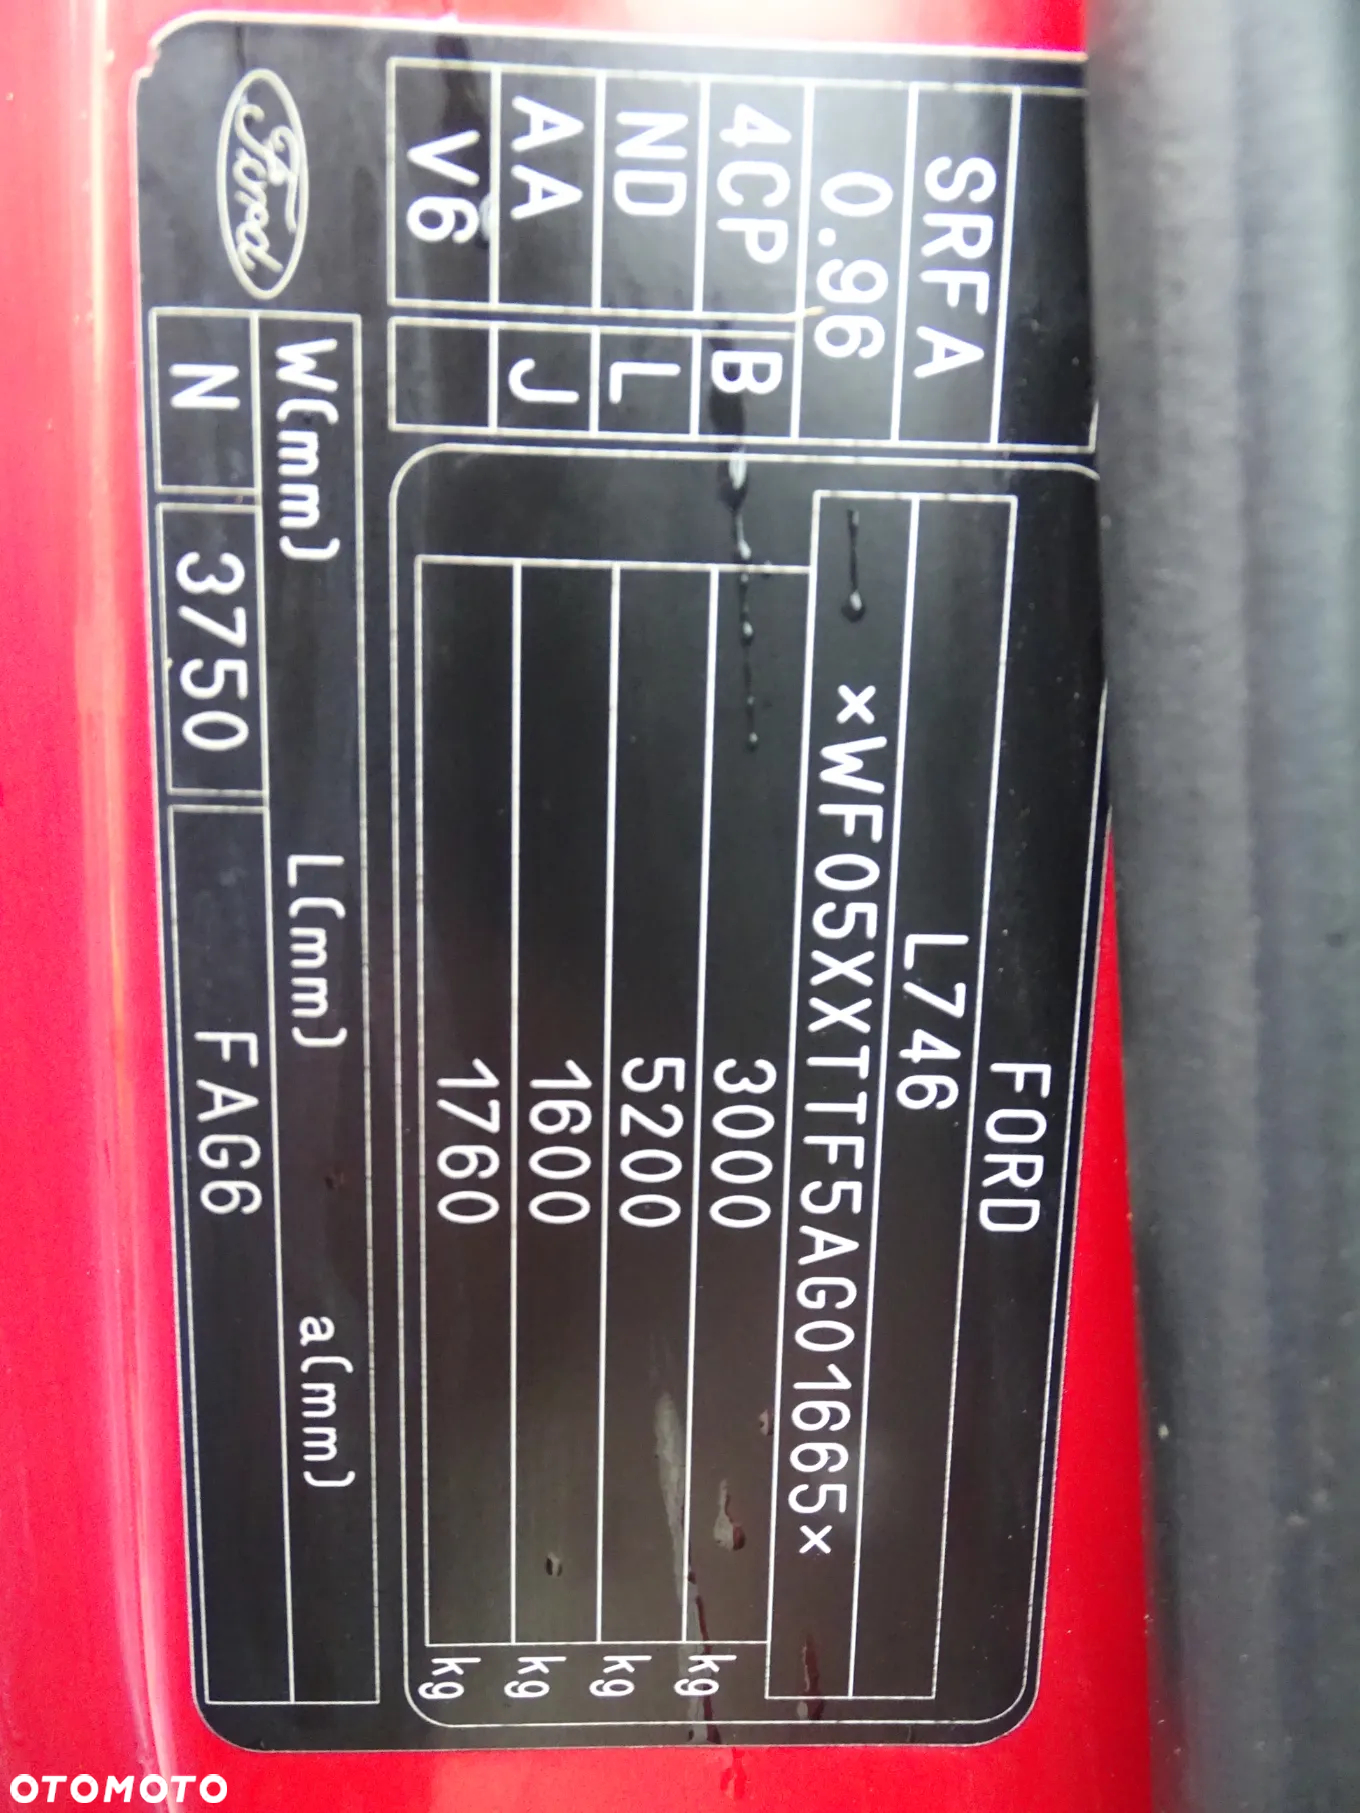 FORD
SRFA
L746
0.96
×WF05XXTTF5AG01665×
4CP B 3000 kg
ND L 5200 kg
AA J 1600 kg
V6 1760 kg
Ford
W(mm) L(mm) a(mm)
N 3750 FAG6
OTOMOTO